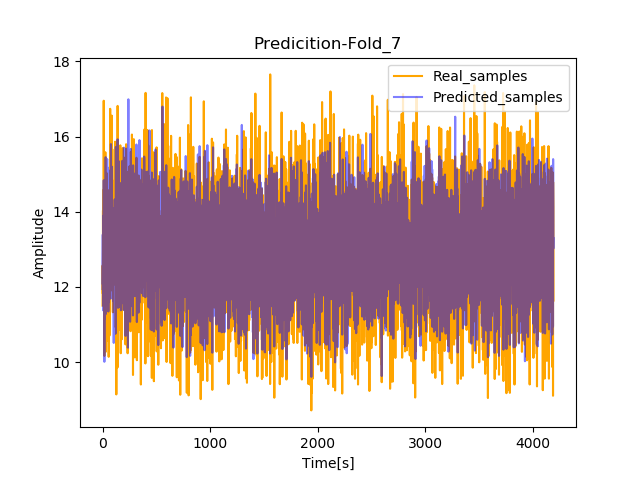 Predicition-Fold_7
Real_samples
Predicted_samples
18
16
14
12
10
Amplitude
0
1000
2000
3000
4000
Time[s]